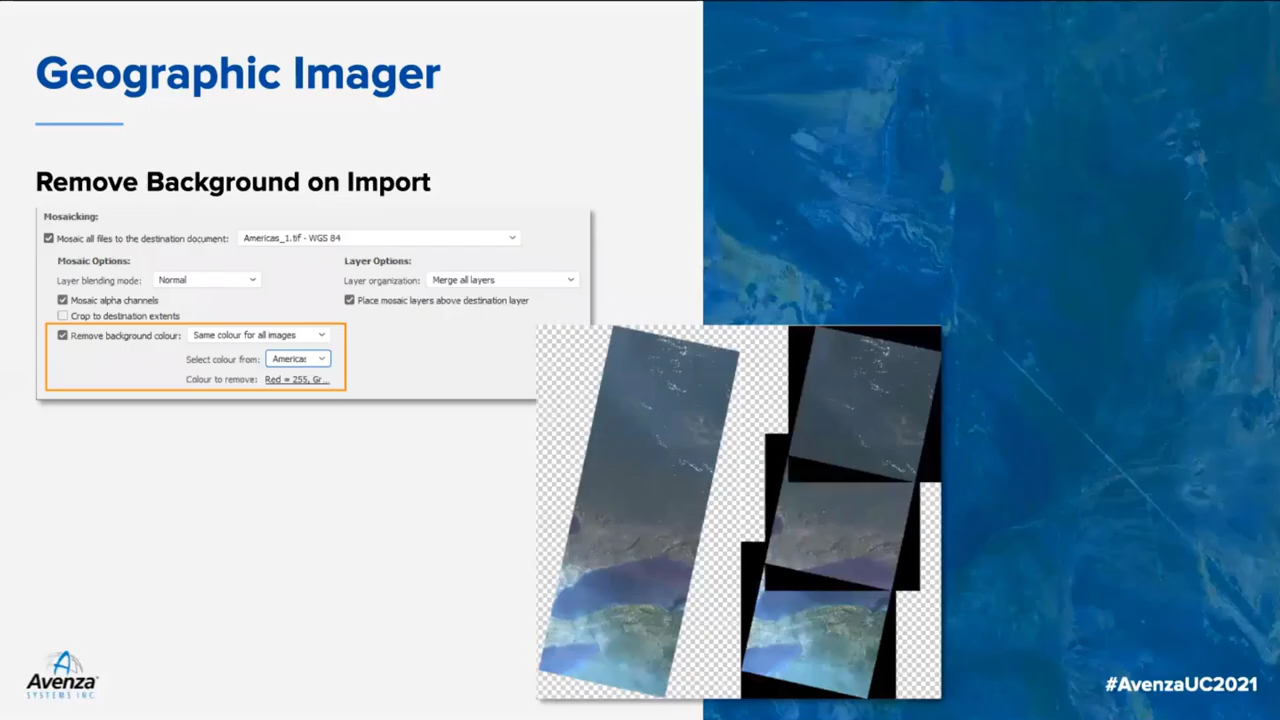 Geographic Imager
Remove Background on Import
Mosaicking:
Mosaic all files to the destination document: Americas_1.tif - WGS 84
Mosaic Options:
Layer Options:
Layer blending mode: Normal
Layer organization: Merge all layers
Mosaic alpha channels
Place mosaic layers above destination layer
Crop to destination extents
Remove background colour: Same colour for all images
Select colour from: Americas
Colour to remove: Red = 255, Gr...
Avenza
SYSTEMS INC.
#AvenzaUC2021